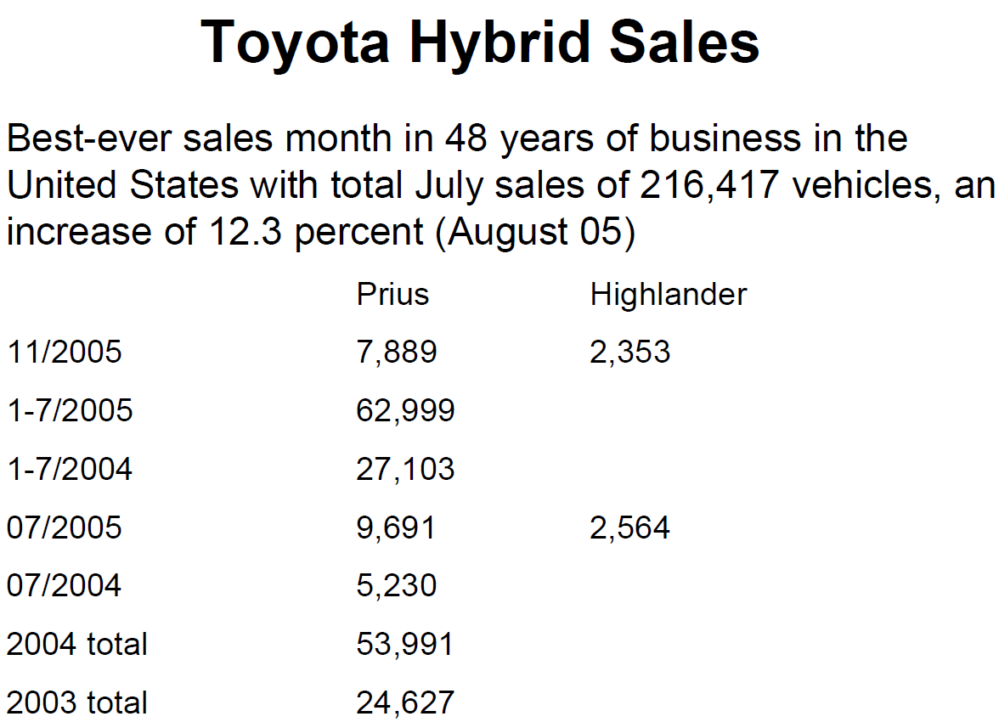 Toyota Hybrid Sales
Best-ever sales month in 48 years of business in the
United States with total July sales of 216,417 vehicles, an
increase of 12.3 percent (August 05)
Prius Highlander
11/2005 7,889 2,353
1-7/2005 62,999
1-7/2004 27,103
07/2005 9,691 2,564
07/2004 5,230
2004 total 53,991
2003 total 24,627